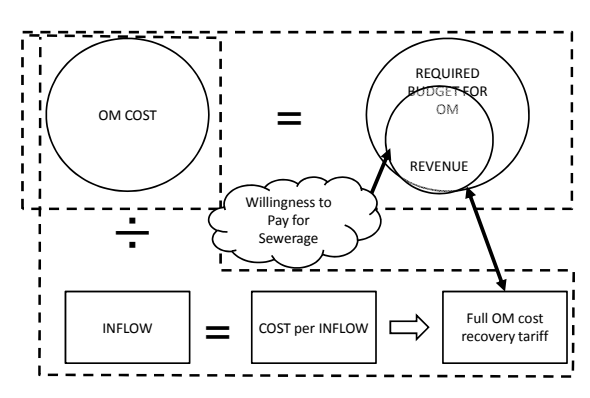 OM COST
=
REQUIRED
BUDGET FOR
OM
REVENUE
Willingness to
Pay for
Sewerage
÷
INFLOW
=
COST per INFLOW
Full OM cost
recovery tariff